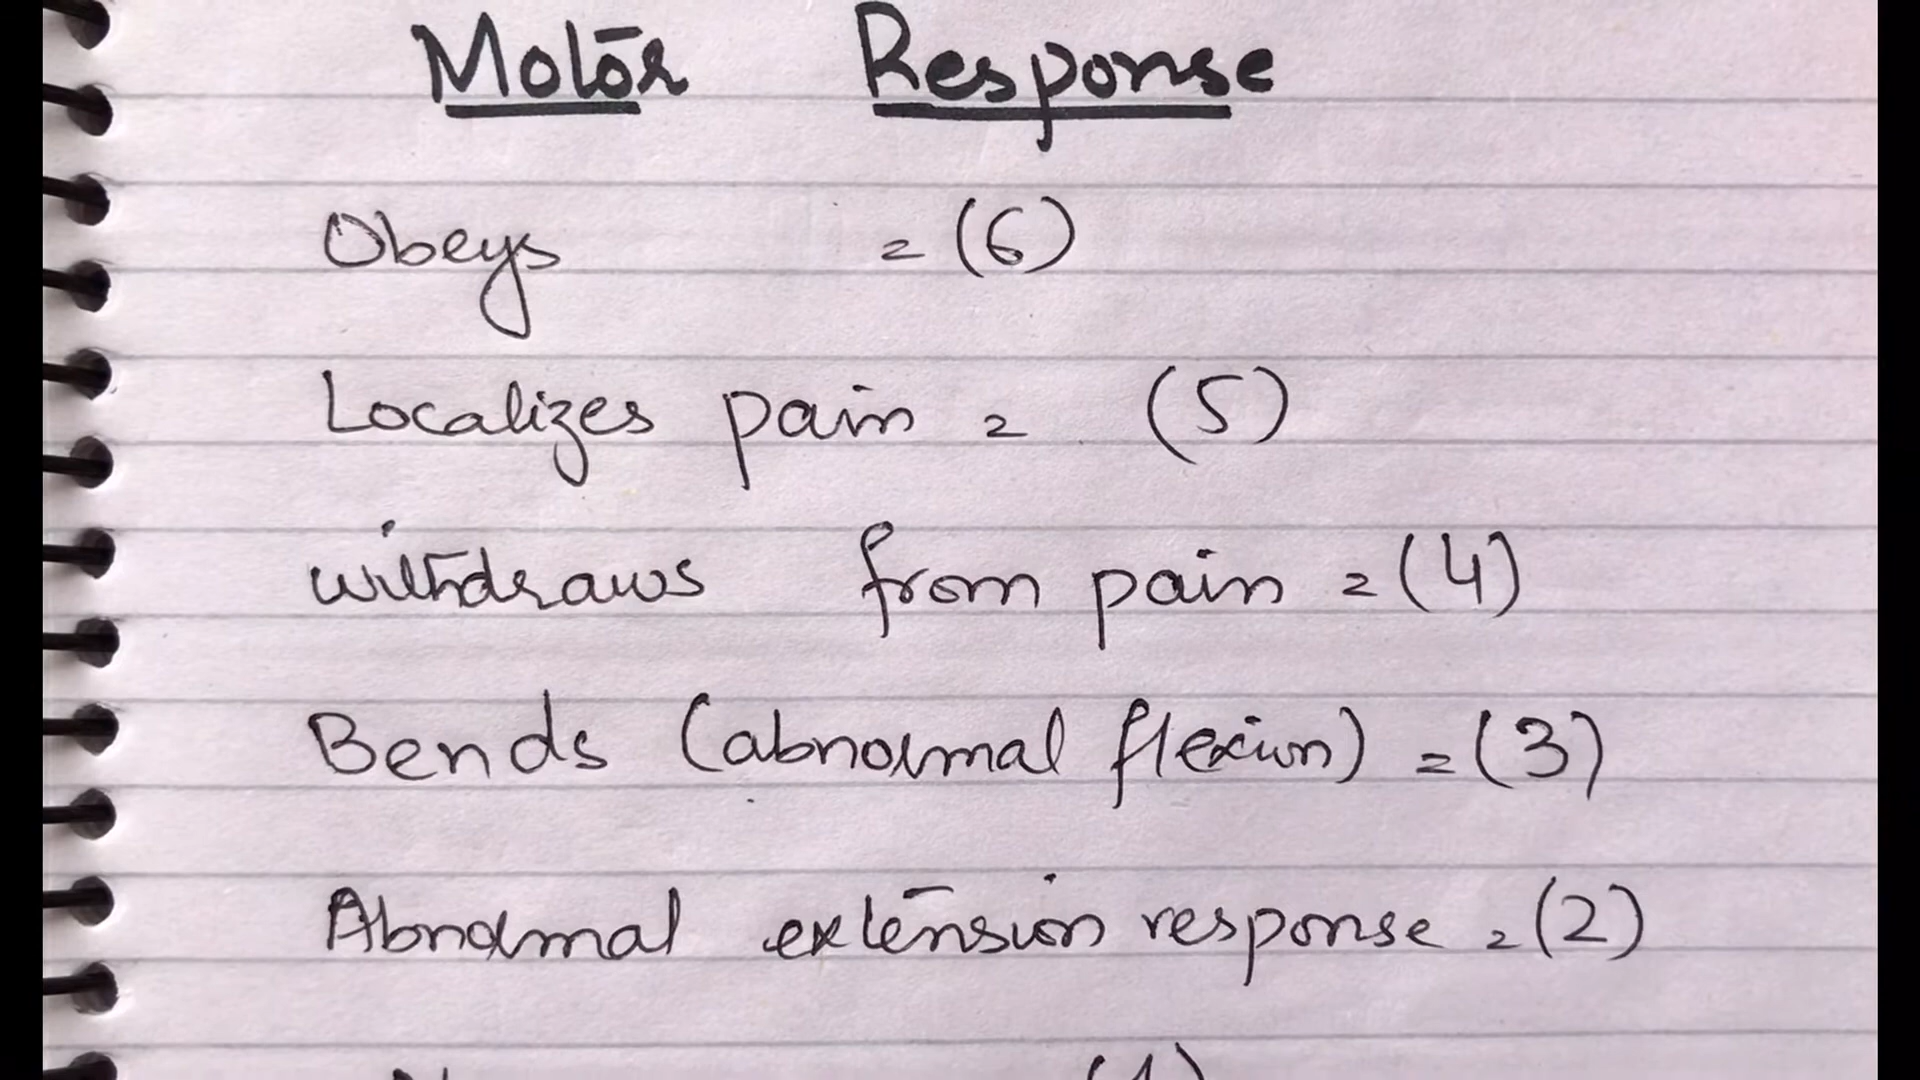 Motor Response
Obeys = (6)
Localizes pain = (5)
withdraws from pain = (4)
Bends (abnormal flexion) = (3)
Abnormal extension response = (2)
(1)